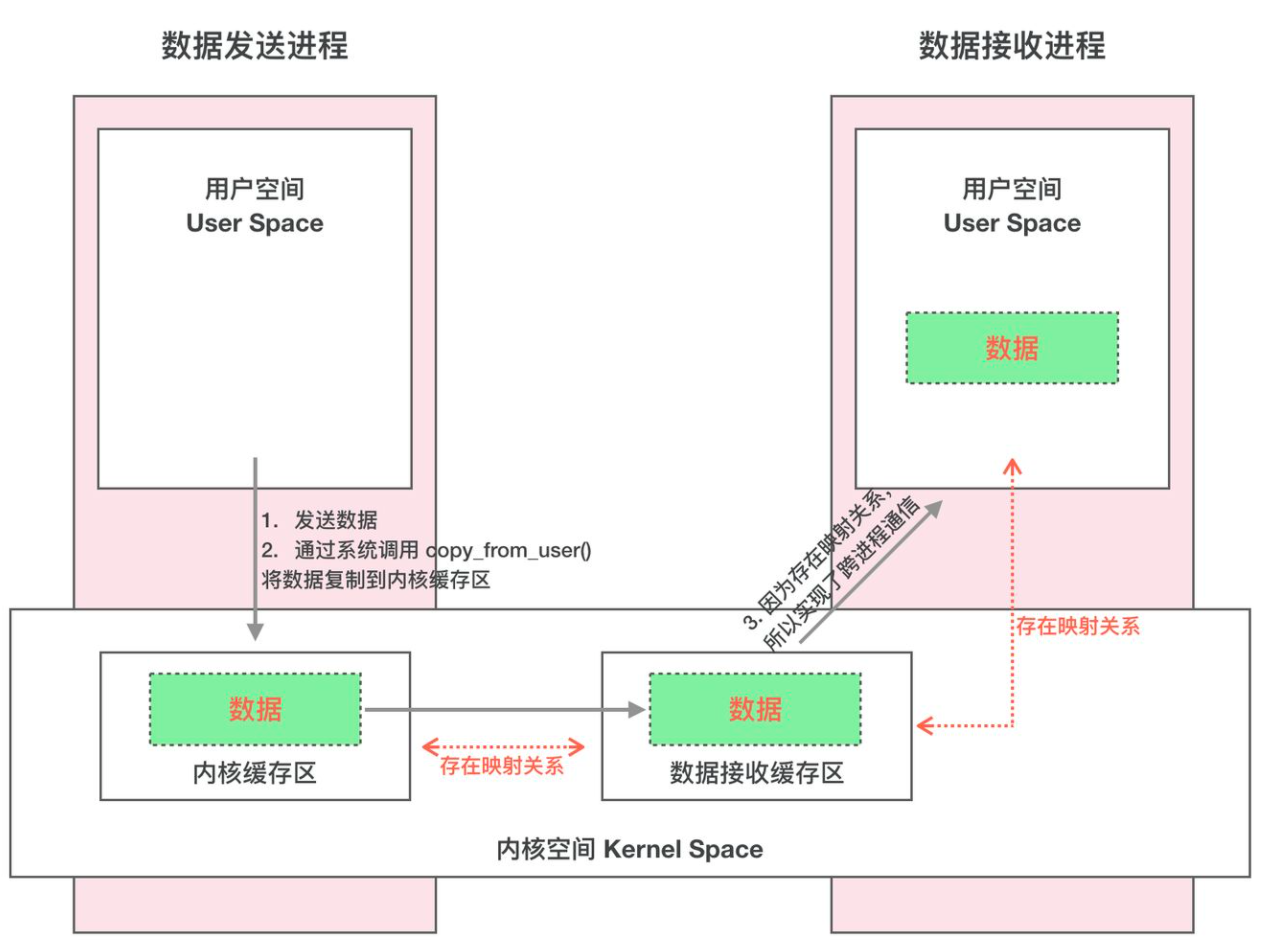 数据发送进程
数据接收进程
用户空间
User Space
用户空间
User Space
数据
1. 发送数据
2. 通过系统调用 copy_from_user()
将数据复制到内核缓存区
3. 因为存在映射关系，
所以实现了跨进程通信
存在映射关系
数据
数据
存在映射关系
内核缓存区
数据接收缓存区
内核空间 Kernel Space